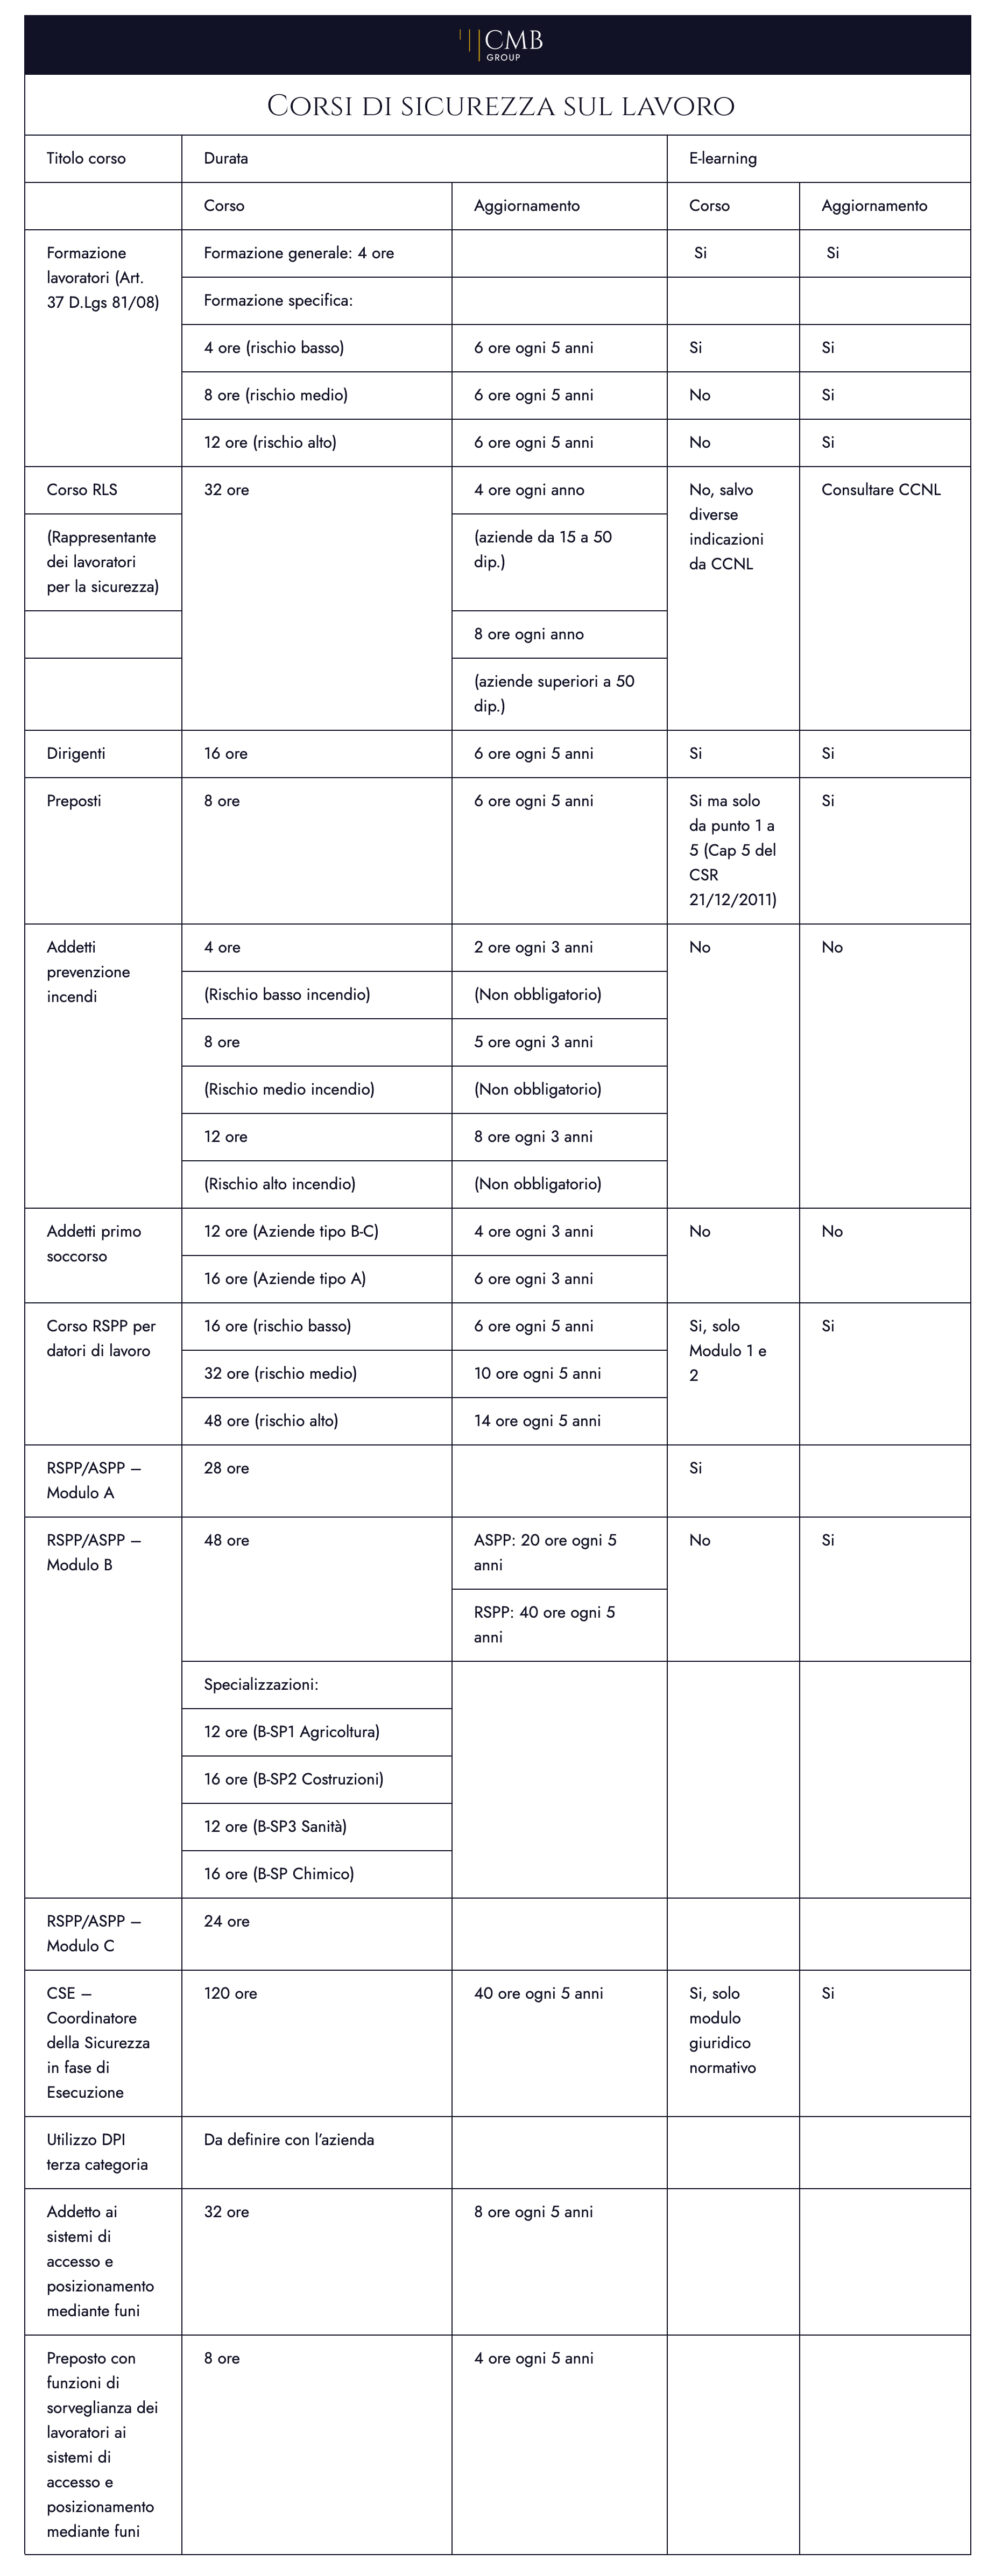 CMB
GROUP
CORSI DI SICUREZZA SUL LAVORO
Titolo corso
Durata
E-learning
Corso
Aggiornamento
Corso
Aggiornamento
Formazione
lavoratori (Art.
37 D.Lgs 81/08)
Formazione generale: 4 ore
Si
Si
Formazione specifica:
4 ore (rischio basso)
6 ore ogni 5 anni
Si
Si
8 ore (rischio medio)
6 ore ogni 5 anni
No
Si
12 ore (rischio alto)
6 ore ogni 5 anni
No
Si
Corso RLS
32 ore
4 ore ogni anno
No, salvo
diverse
indicazioni
da CCNL
Consultare CCNL
(Rappresentante
dei lavoratori
per la sicurezza)
(aziende da 15 a 50
dip.)
8 ore ogni anno
(aziende superiori a 50
dip.)
Dirigenti
16 ore
6 ore ogni 5 anni
Si
Si
Preposti
8 ore
6 ore ogni 5 anni
Si ma solo
da punto 1 a
5 (Cap 5 del
CSR
21/12/2011)
Si
Addetti
prevenzione
incendi
4 ore
2 ore ogni 3 anni
No
No
(Rischio basso incendio)
(Non obbligatorio)
8 ore
5 ore ogni 3 anni
(Rischio medio incendio)
(Non obbligatorio)
12 ore
8 ore ogni 3 anni
(Rischio alto incendio)
(Non obbligatorio)
Addetti primo
soccorso
12 ore (Aziende tipo B-C)
4 ore ogni 3 anni
No
No
16 ore (Aziende tipo A)
6 ore ogni 3 anni
Corso RSPP per
datori di lavoro
16 ore (rischio basso)
6 ore ogni 5 anni
Si, solo
Modulo 1 e
2
Si
32 ore (rischio medio)
10 ore ogni 5 anni
48 ore (rischio alto)
14 ore ogni 5 anni
RSPP/ASPP –
Modulo A
28 ore
Si
RSPP/ASPP –
Modulo B
48 ore
ASPP: 20 ore ogni 5
anni
No
Si
RSPP: 40 ore ogni 5
anni
Specializzazioni:
12 ore (B-SP1 Agricoltura)
16 ore (B-SP2 Costruzioni)
12 ore (B-SP3 Sanità)
16 ore (B-SP Chimico)
RSPP/ASPP –
Modulo C
24 ore
CSE –
Coordinatore
della Sicurezza
in fase di
Esecuzione
120 ore
40 ore ogni 5 anni
Si, solo
modulo
giuridico
normativo
Si
Utilizzo DPI
terza categoria
Da definire con l'azienda
Addetto ai
sistemi di
accesso e
posizionamento
mediante funi
32 ore
8 ore ogni 5 anni
Preposto con
funzioni di
sorveglianza dei
lavoratori ai
sistemi di
accesso e
posizionamento
mediante funi
8 ore
4 ore ogni 5 anni